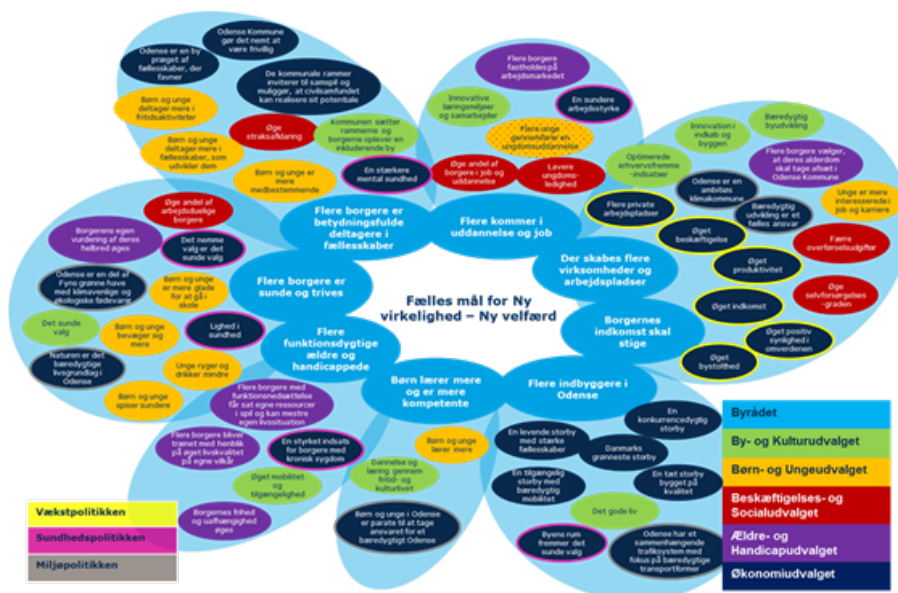 Odense Kommune
gør det nemt at
være frivillig
Odense er en by
præget af
fællesskaber, der
favner
De kommunale rammer
inviterer til samspil og
muliggør, at civilsamfundet
kan realisere sit potentiale
Børn og unge
deltager mere i
fritidsaktiviteter
Øge
straksafklaring
Kommunen sætter
rammerne og
borgerne oplever en
inkluderende by
Børn og unge
deltager mere i
fællesskaber, som
udvikler dem
Børn og unge er
mere
medbestemmende
En stærkere
mental sundhed
Flere borgere er
betydningsfulde
deltagere i
fællesskaber
Flere borgere
fastholdes på
arbejdsmarkedet
Innovative
læringsmiljøer
og samarbejder
En sundere
arbejdsstyrke
Flere unge
gennemfører en
ungdomsuddannelse
Øge andel af
borgere i job og
uddannelse
Lavere
ungdoms-
ledighed
Flere kommer i
uddannelse og job
Bæredygtig
byudvikling
Innovation i
indkøb og
byggeri
Optimerede
erhvervsfremme-
indsatser
Flere borgere vælger,
at deres alderdom
skal tage afsæt i
Odense Kommune
Odense er en
ambitiøs
klimakommune
Flere private
arbejdspladser
Bæredygtig
udvikling er et
fælles ansvar
Unge er mere
interesserede i
job og karriere
Øget
beskæftigelse
Færre
overførselsudgifter
Øget
produktivitet
Øge
selvforsørgelses-
graden
Øget indkomst
Øget positiv
synlighed i
omverdenen
Øget
bystolthed
Der skabes flere
virksomheder og
arbejdspladser
Borgernes
indkomst skal
stige
Øge andel af
arbejdsduelige
borgere
Borgerens egen
vurdering af deres
helbred øges
Det nemme
valg er det
sunde valg
Odense er en del af
Fyns grønne have
med klimavenlige og
økologiske fødevarer
Børn og unge
er mere glade
for at gå i
skole
Det sunde
valg
Børn og unge
bevæger sig
mere
Lighed i
sundhed
Naturen er det
bæredygtige
livsgrundlag i
Odense
Unge ryger og
drikker mindre
Børn og unge
spiser sundere
Flere borgere er
sunde og trives
Fælles mål for Ny
virkelighed – Ny velfærd
Flere
funktionsdygtige
ældre og
handicappede
Børn lærer mere
og er mere
kompetente
Flere indbyggere i
Odense
Flere borgere med
funktionsnedsættelse
får sat egne ressourcer
i spil og kan mestre
egen livssituation
Flere borgere bliver
trænet med henblik
på øget livskvalitet
på egne vilkår
En styrket indsats
for borgere med
kronisk sygdom
Øget mobilitet
og
tilgængelighed
Borgernes frihed
og uafhængighed
øges
Børn og unge
lærer mere
Dannelse og
læring gennem
fritid- og
kulturlivet
Børn og unge i Odense
er parate til at tage
ansvaret for et
bæredygtigt Odense
En
konkurrencedygtig
storby
En levende storby
med stærke
fællesskaber
Danmarks
grønneste storby
En tilgængelig
storby med
bæredygtig
mobilitet
En tæt storby
bygget på
kvalitet
Det gode liv
Byens rum
fremmer det
sunde valg
Odense har et
sammenhængende
trafiksystem med
fokus på bæredygtige
transportformer
Vækstpolitikken
Sundhedspolitikken
Miljøpolitikken
Byrådet
By- og Kulturudvalget
Børn- og Ungeudvalget
Beskæftigelses- og
Socialudvalget
Ældre- og
Handicapudvalget
Økonomiudvalget